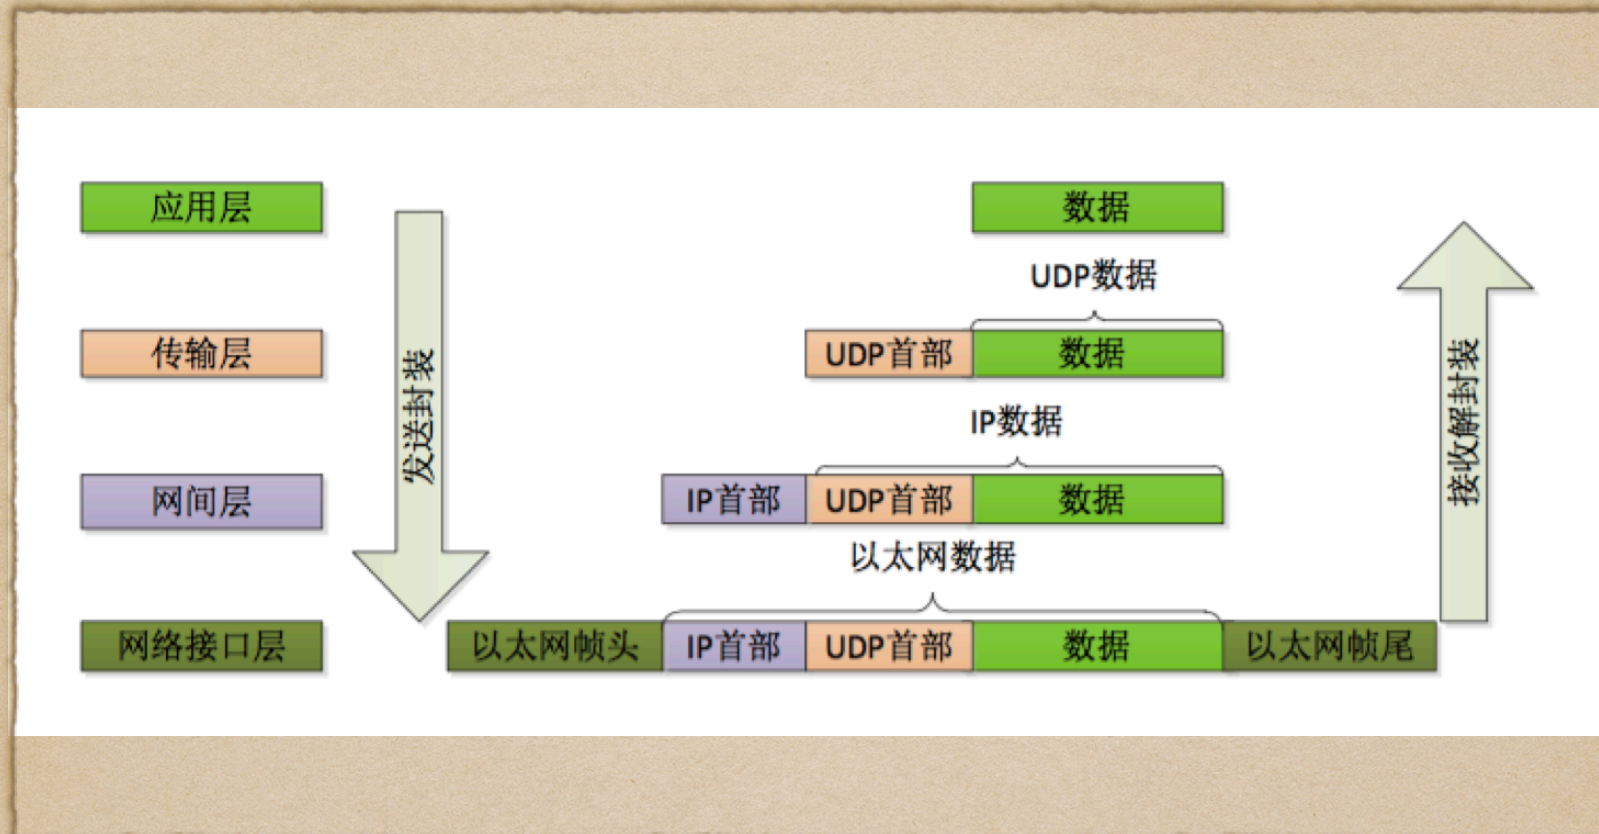 应用层
数据
UDP数据
传输层
UDP首部
数据
IP数据
网间层
IP首部
UDP首部
数据
以太网数据
网络接口层
以太网帧头
IP首部
UDP首部
数据
以太网帧尾
发送封装
接收解封装